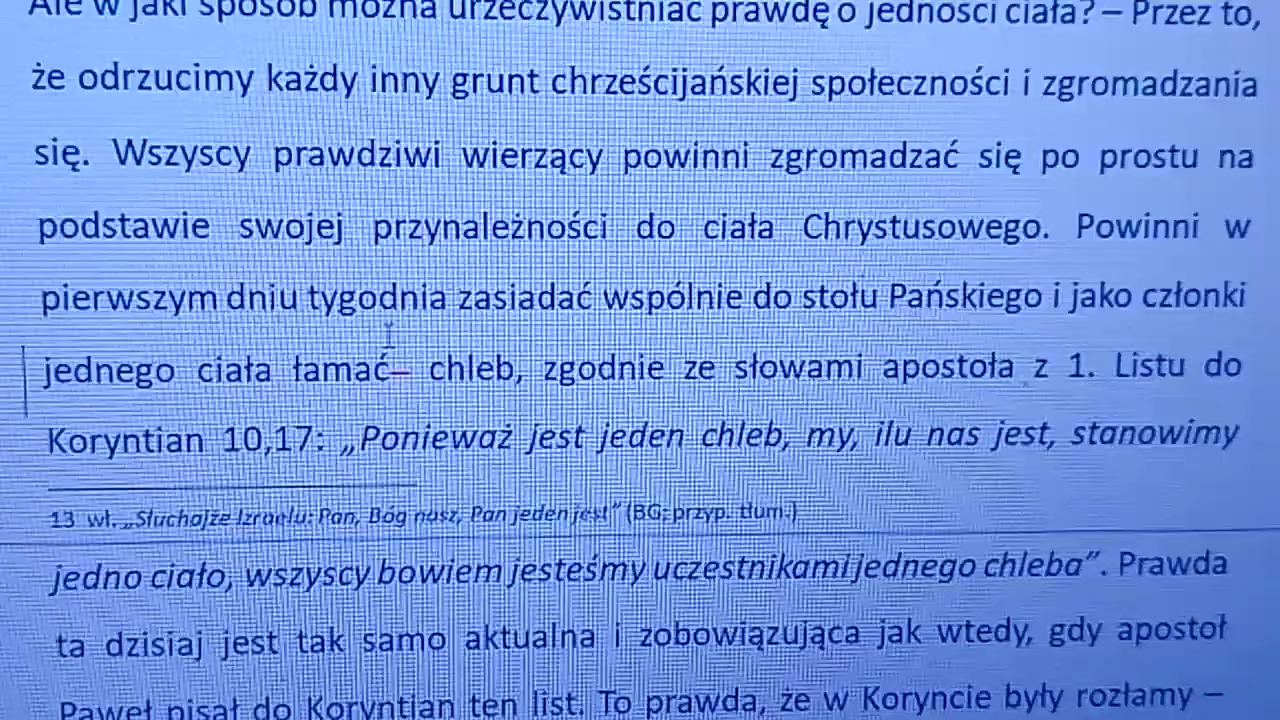 Ale w jaki sposób można urzeczywistniać prawdę o jedności ciała? – Przez to,
że odrzucimy każdy inny grunt chrześcijańskiej społeczności i zgromadzania
się. Wszyscy prawdziwi wierzący powinni zgromadzać się po prostu na
podstawie swojej przynależności do ciała Chrystusowego. Powinni w
pierwszym dniu tygodnia zasiadać wspólnie do stołu Pańskiego i jako członki
jednego ciała łamać– chleb, zgodnie ze słowami apostoła z 1. Listu do
Koryntian 10,17: „Ponieważ jest jeden chleb, my, ilu nas jest, stanowimy
13 wł. „Słuchajże Izraelu: Pan, Bóg nasz, Pan jeden jest” (BG; przyp. tłum.)
jedno ciało, wszyscy bowiem jesteśmy uczestnikami jednego chleba”. Prawda
ta dzisiaj jest tak samo aktualna i zobowiązująca jak wtedy, gdy apostoł
Paweł pisał do Koryntian ten list. To prawda, że w Koryncie były rozłamy –